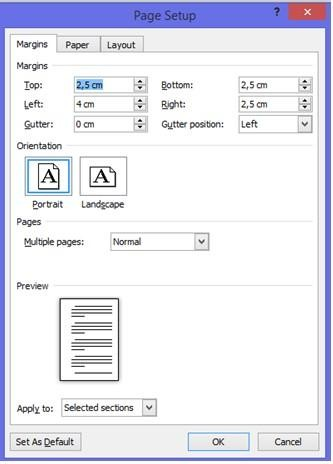 Page Setup ? ×
Margins Paper Layout
Margins
Top: 2,5 cm Bottom: 2,5 cm
Left: 4 cm Right: 2,5 cm
Gutter: 0 cm Gutter position: Left
Orientation
A A
Portrait Landscape
Pages
Multiple pages: Normal
Preview
Apply to: Selected sections
Set As Default OK Cancel